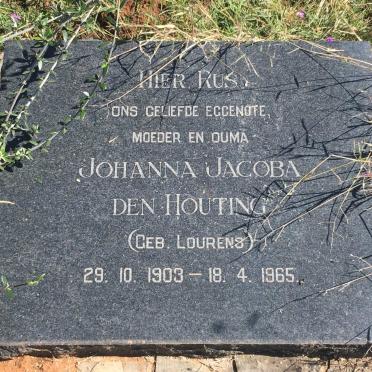 HIER RUS
ONS GELIEFDE EGGENOTE,
MOEDER EN OUMA
JOHANNA JACOBA
DEN HOUTING
(GEB. LOURENS)
29. 10. 1903 – 18. 4. 1965.